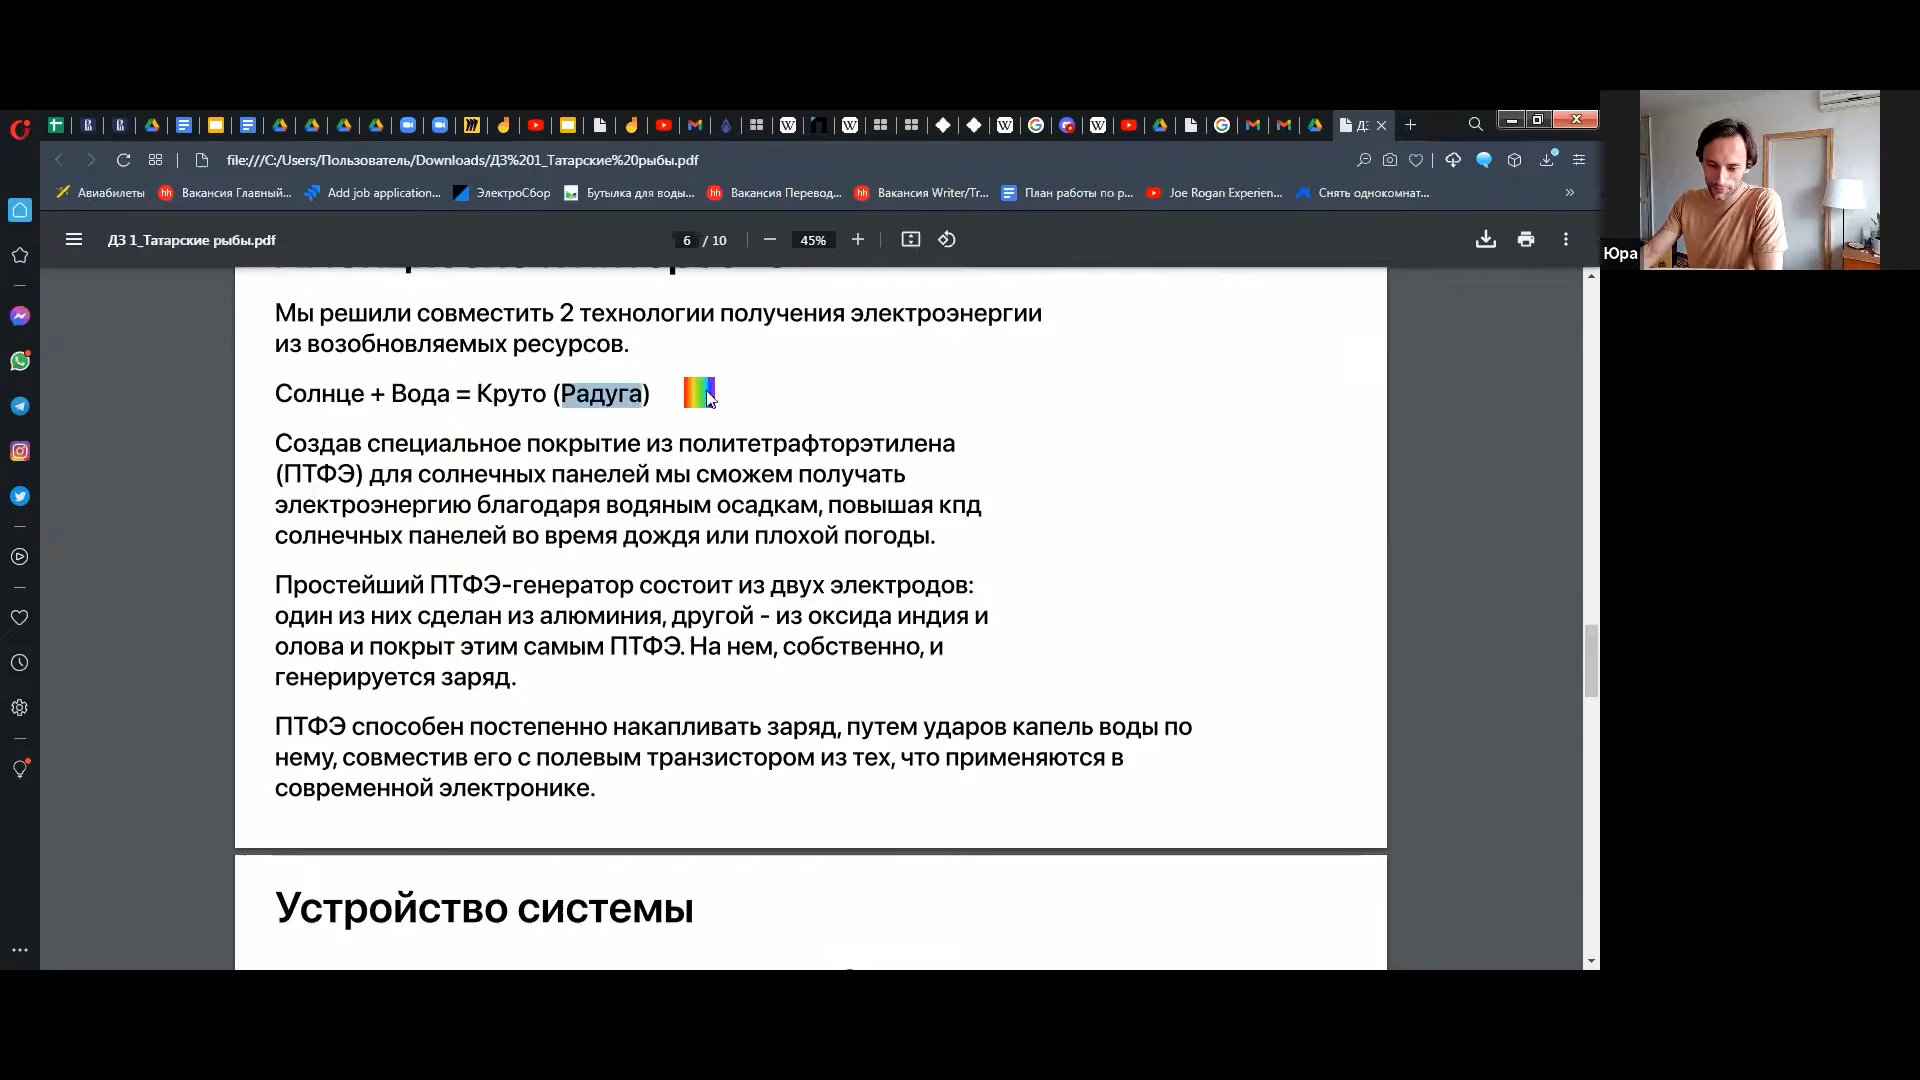 file:///C:/Users/Пользователь/Downloads/ДЗ%201_Татарские%20рыбы.pdf
Авиабилеты
Вакансия Главный...
Add job application...
ЭлектроСбор
Бутылка для воды...
Вакансия Перевод...
Вакансия Writer/Tr...
План работы по р...
Joe Rogan Experien...
Снять однокомнат...
ДЗ 1_Татарские рыбы.pdf
6 / 10
45%
Юра
Мы решили совместить 2 технологии получения электроэнергии
из возобновляемых ресурсов.
Солнце + Вода = Круто (Радуга)
Создав специальное покрытие из политетрафторэтилена
(ПТФЭ) для солнечных панелей мы сможем получать
электроэнергию благодаря водяным осадкам, повышая кпд
солнечных панелей во время дождя или плохой погоды.
Простейший ПТФЭ-генератор состоит из двух электродов:
один из них сделан из алюминия, другой - из оксида индия и
олова и покрыт этим самым ПТФЭ. На нем, собственно, и
генерируется заряд.
ПТФЭ способен постепенно накапливать заряд, путем ударов капель воды по
нему, совместив его с полевым транзистором из тех, что применяются в
современной электронике.
Устройство системы